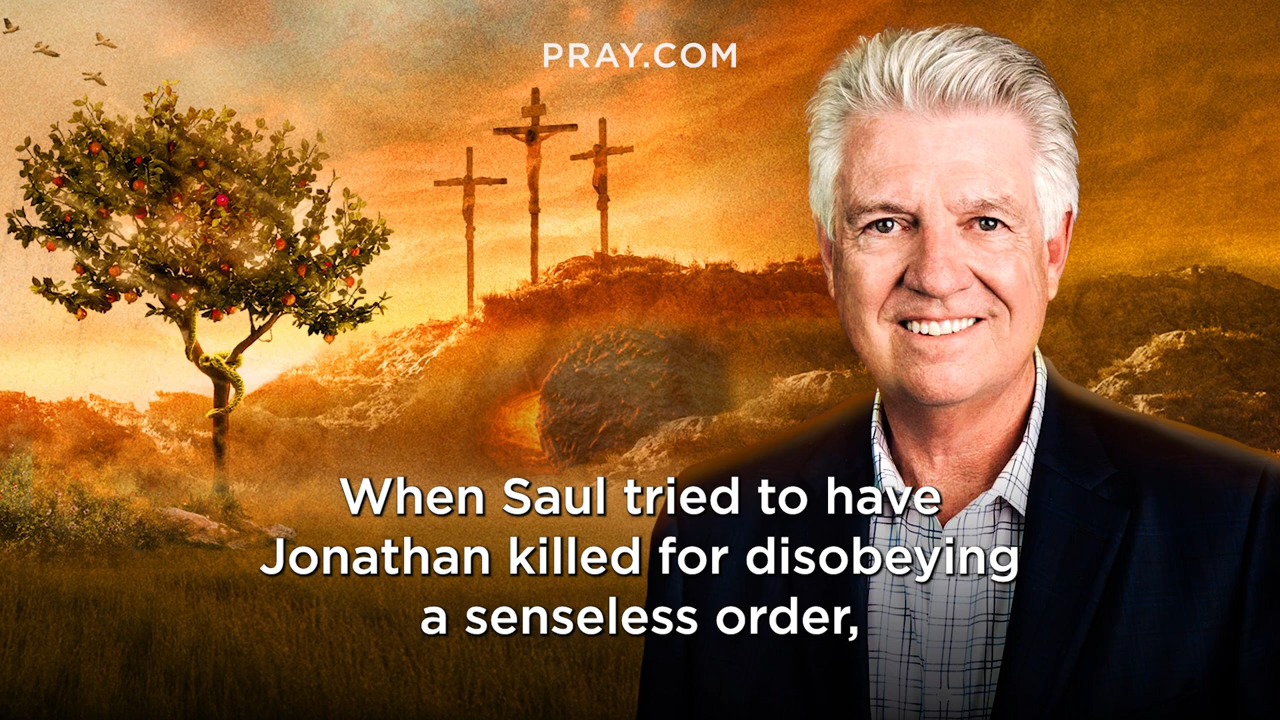 PRAY.COM
When Saul tried to have
Jonathan killed for disobeying
a senseless order,